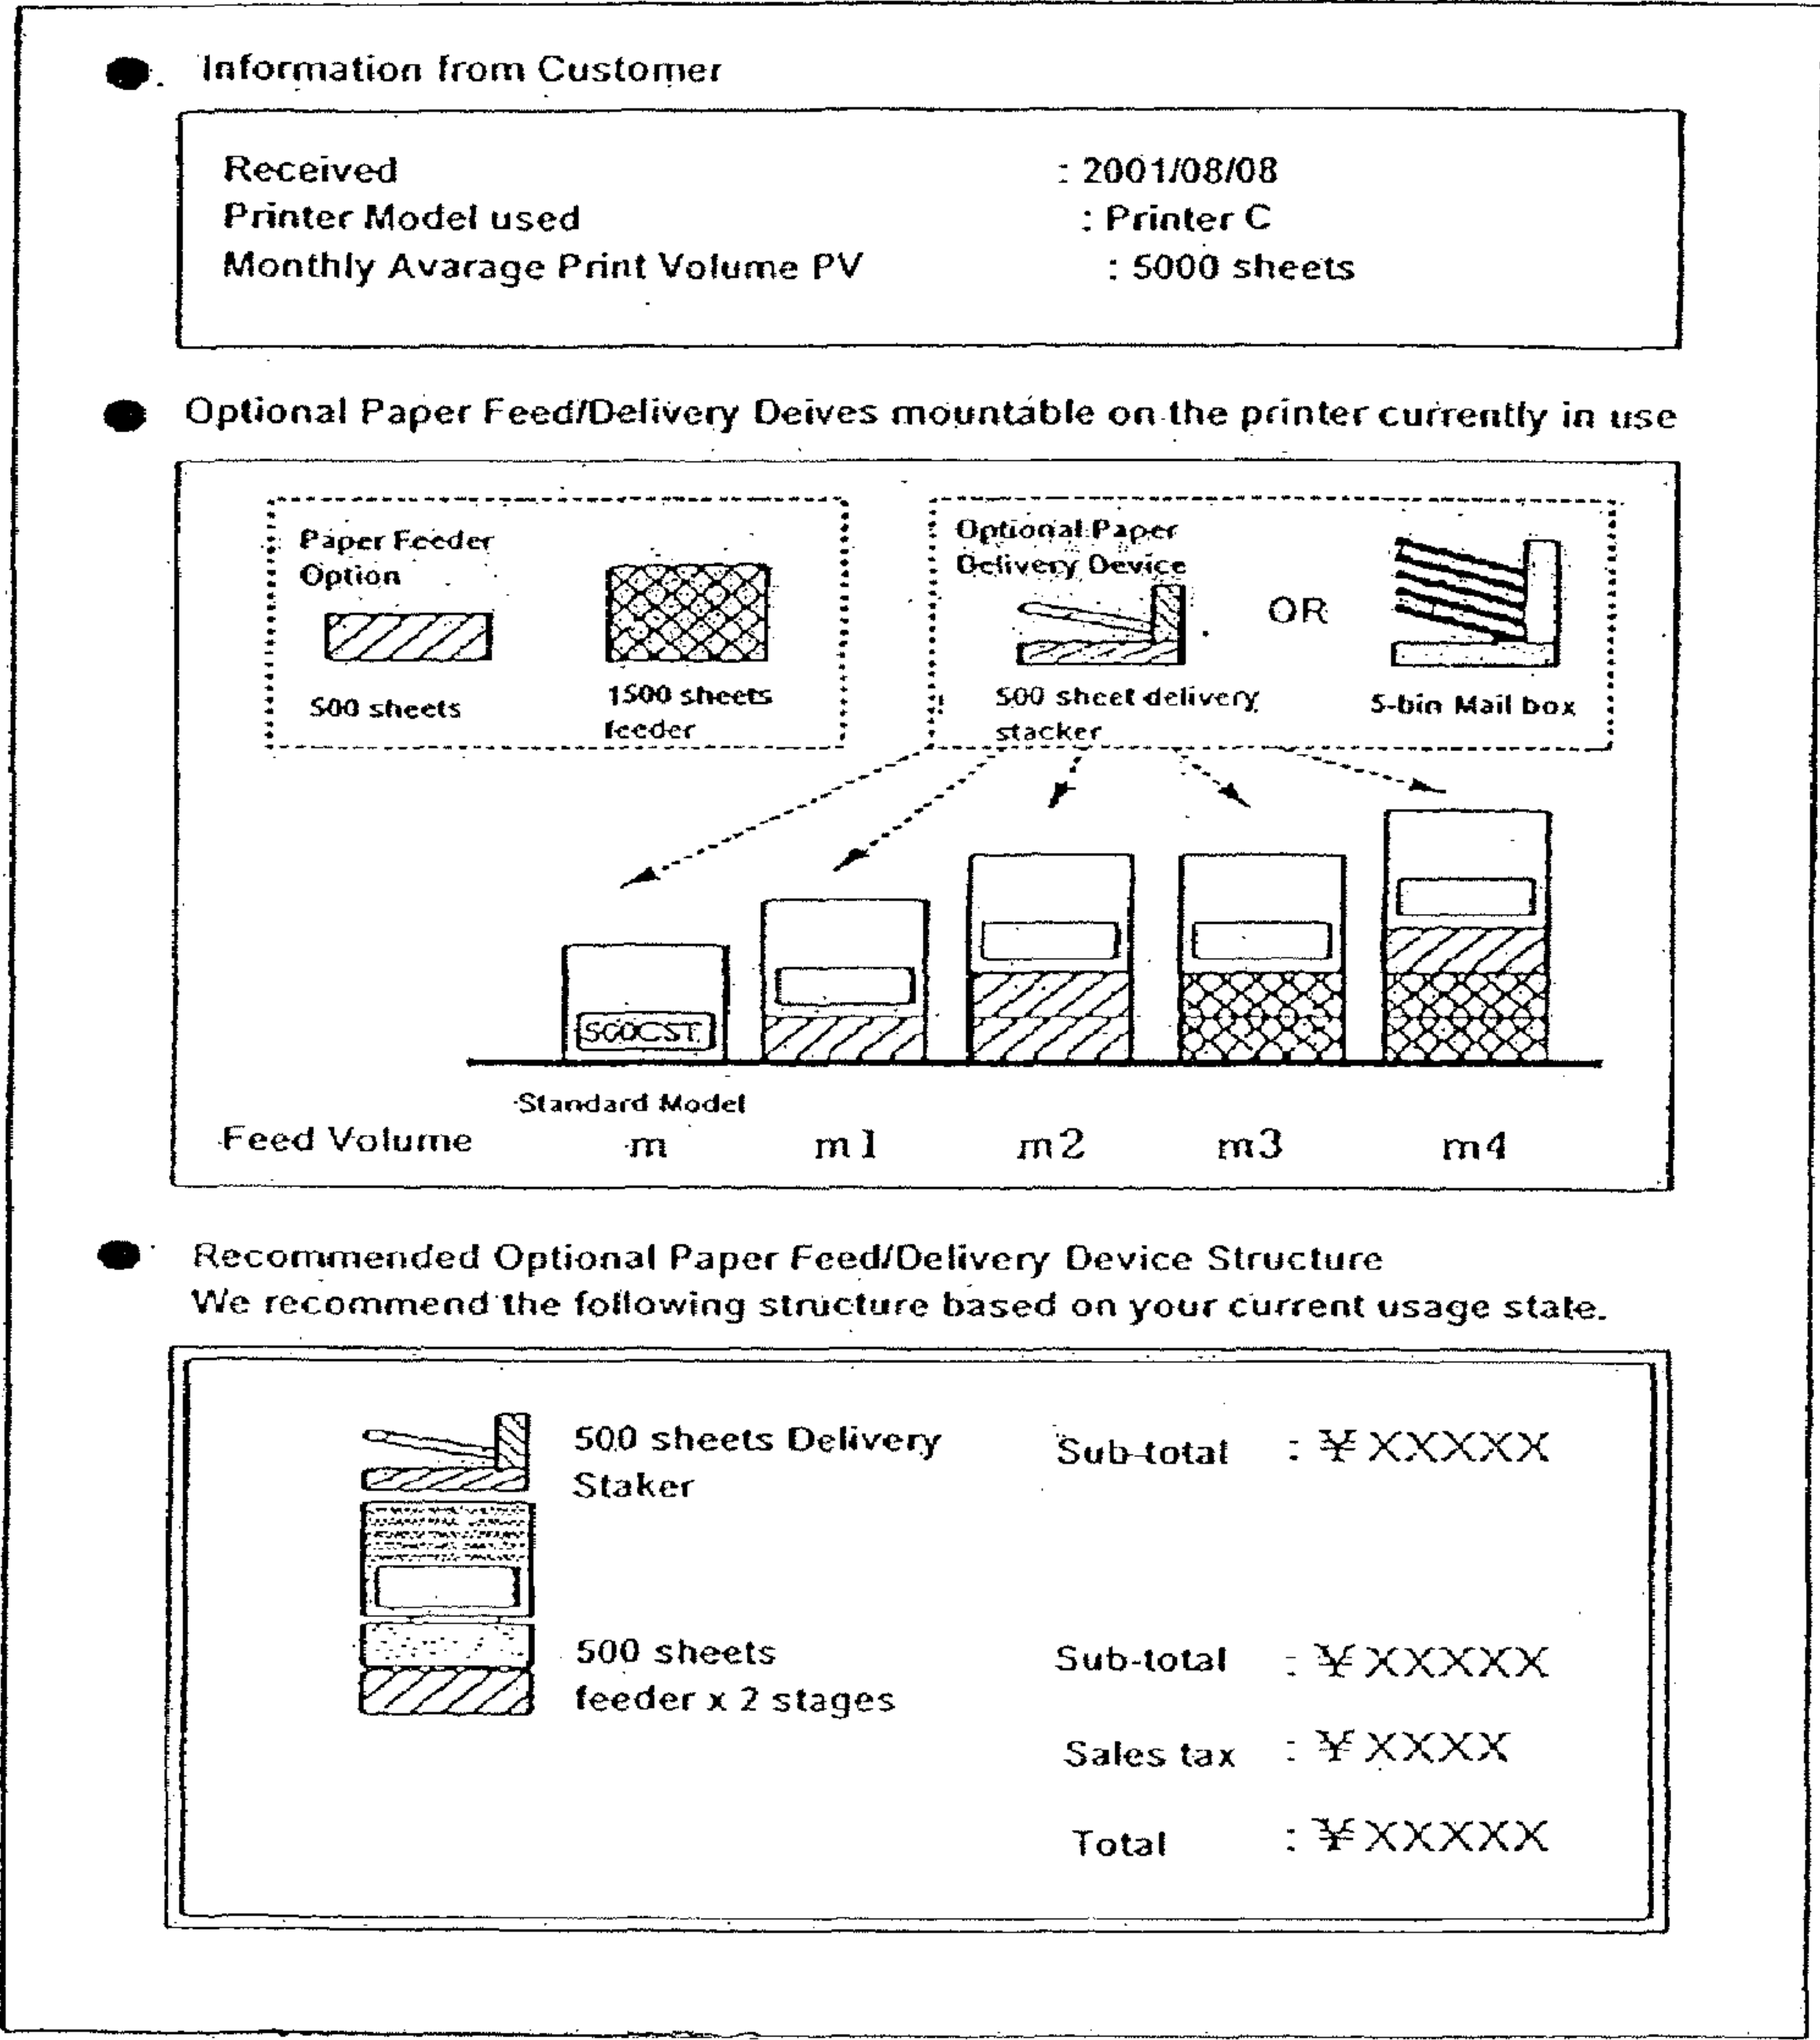 Information from Customer
Received : 2001/08/08
Printer Model used : Printer C
Monthly Avarage Print Volume PV : 5000 sheets
Optional Paper Feed/Delivery Deives mountable on the printer currently in use
Paper Feeder
Option
500 sheets
1500 sheets
feeder
Optional Paper
Delivery Device
OR
500 sheet delivery
stacker
5-bin Mail box
500CST
Standard Model
Feed Volume m m1 m2 m3 m4
Recommended Optional Paper Feed/Delivery Device Structure
We recommend the following structure based on your current usage state.
500 sheets Delivery
Staker
Sub-total : ¥XXXXX
500 sheets
feeder x 2 stages
Sub-total : ¥XXXXX
Sales tax : ¥XXXX
Total : ¥XXXXX